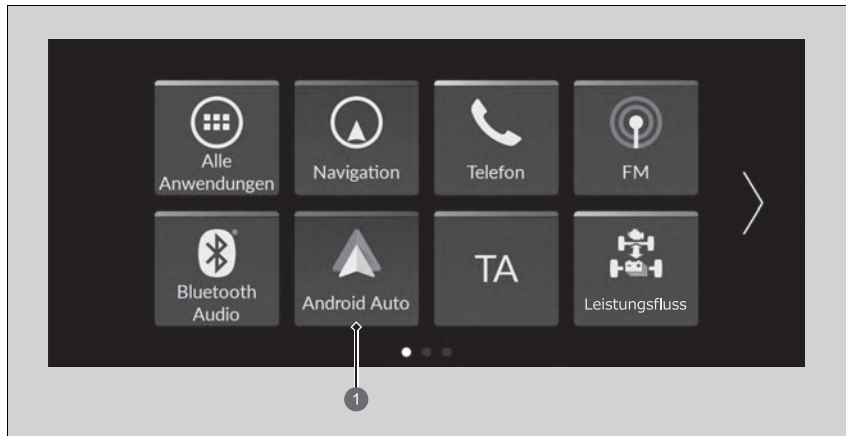 Alle
Anwendungen
Navigation
Telefon
FM
Bluetooth
Audio
Android Auto
TA
Leistungsfluss
1